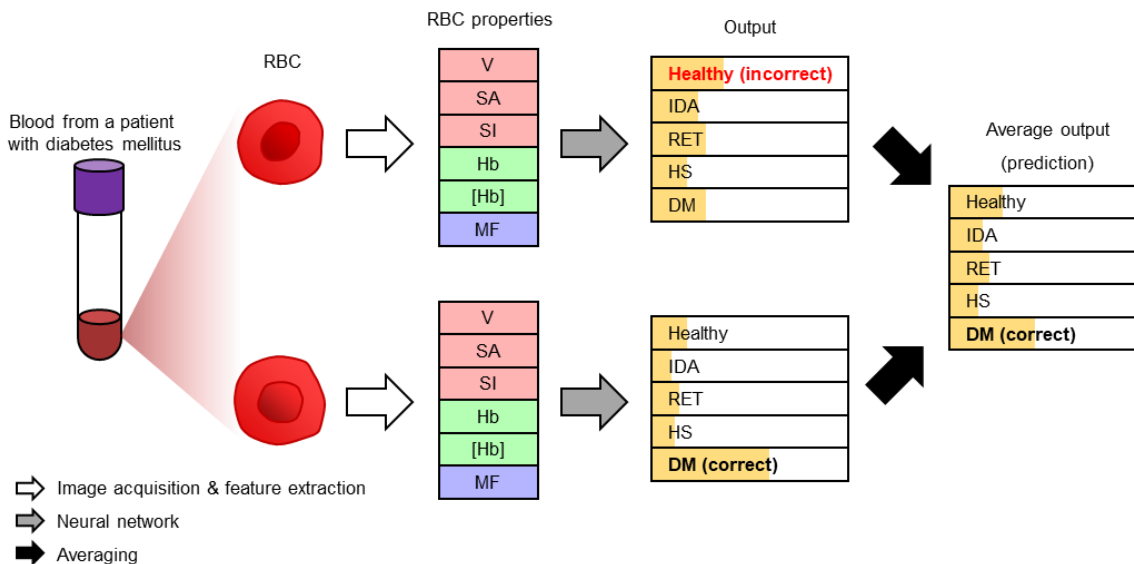 RBC properties
Output
RBC
Blood from a patient
with diabetes mellitus
V
SA
SI
Hb
[Hb]
MF
Healthy (incorrect)
IDA
RET
HS
DM
Average output
(prediction)
Healthy
IDA
RET
HS
DM (correct)
V
SA
SI
Hb
[Hb]
MF
Healthy
IDA
RET
HS
DM (correct)
Image acquisition & feature extraction
Neural network
Averaging